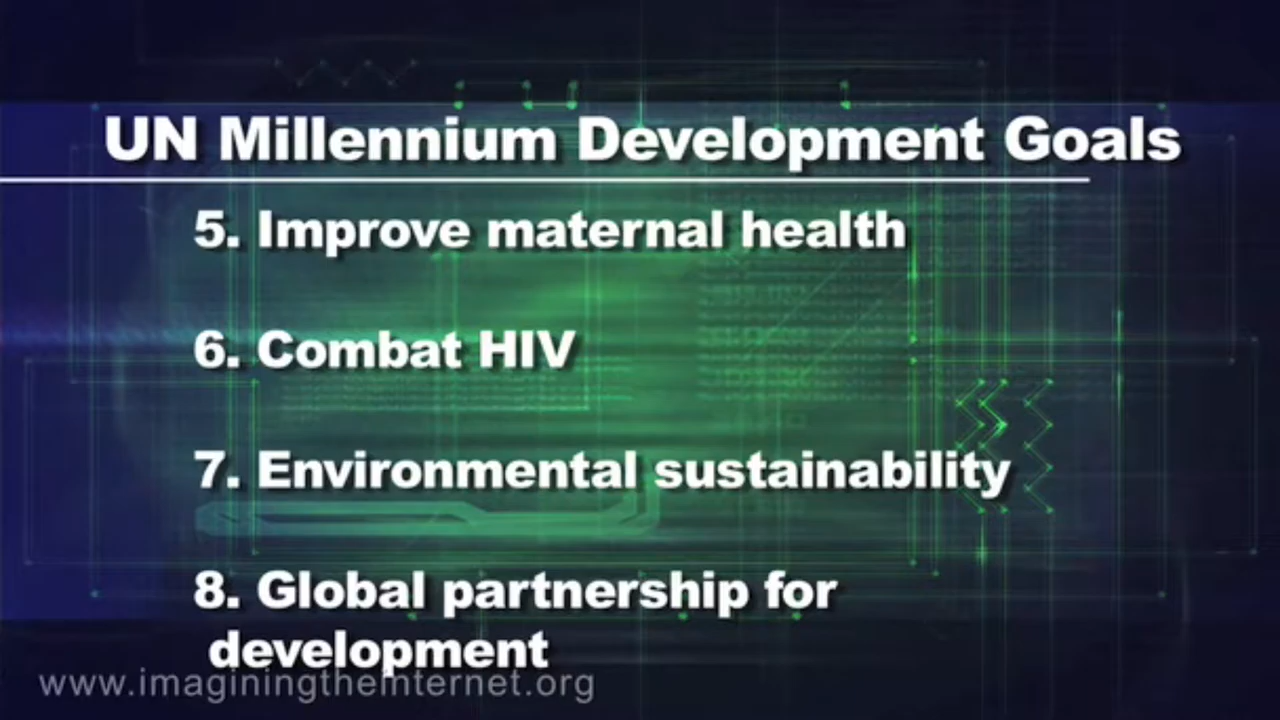 UN Millennium Development Goals
5. Improve maternal health
6. Combat HIV
7. Environmental sustainability
8. Global partnership for
development
www.imaginingtheinternet.org